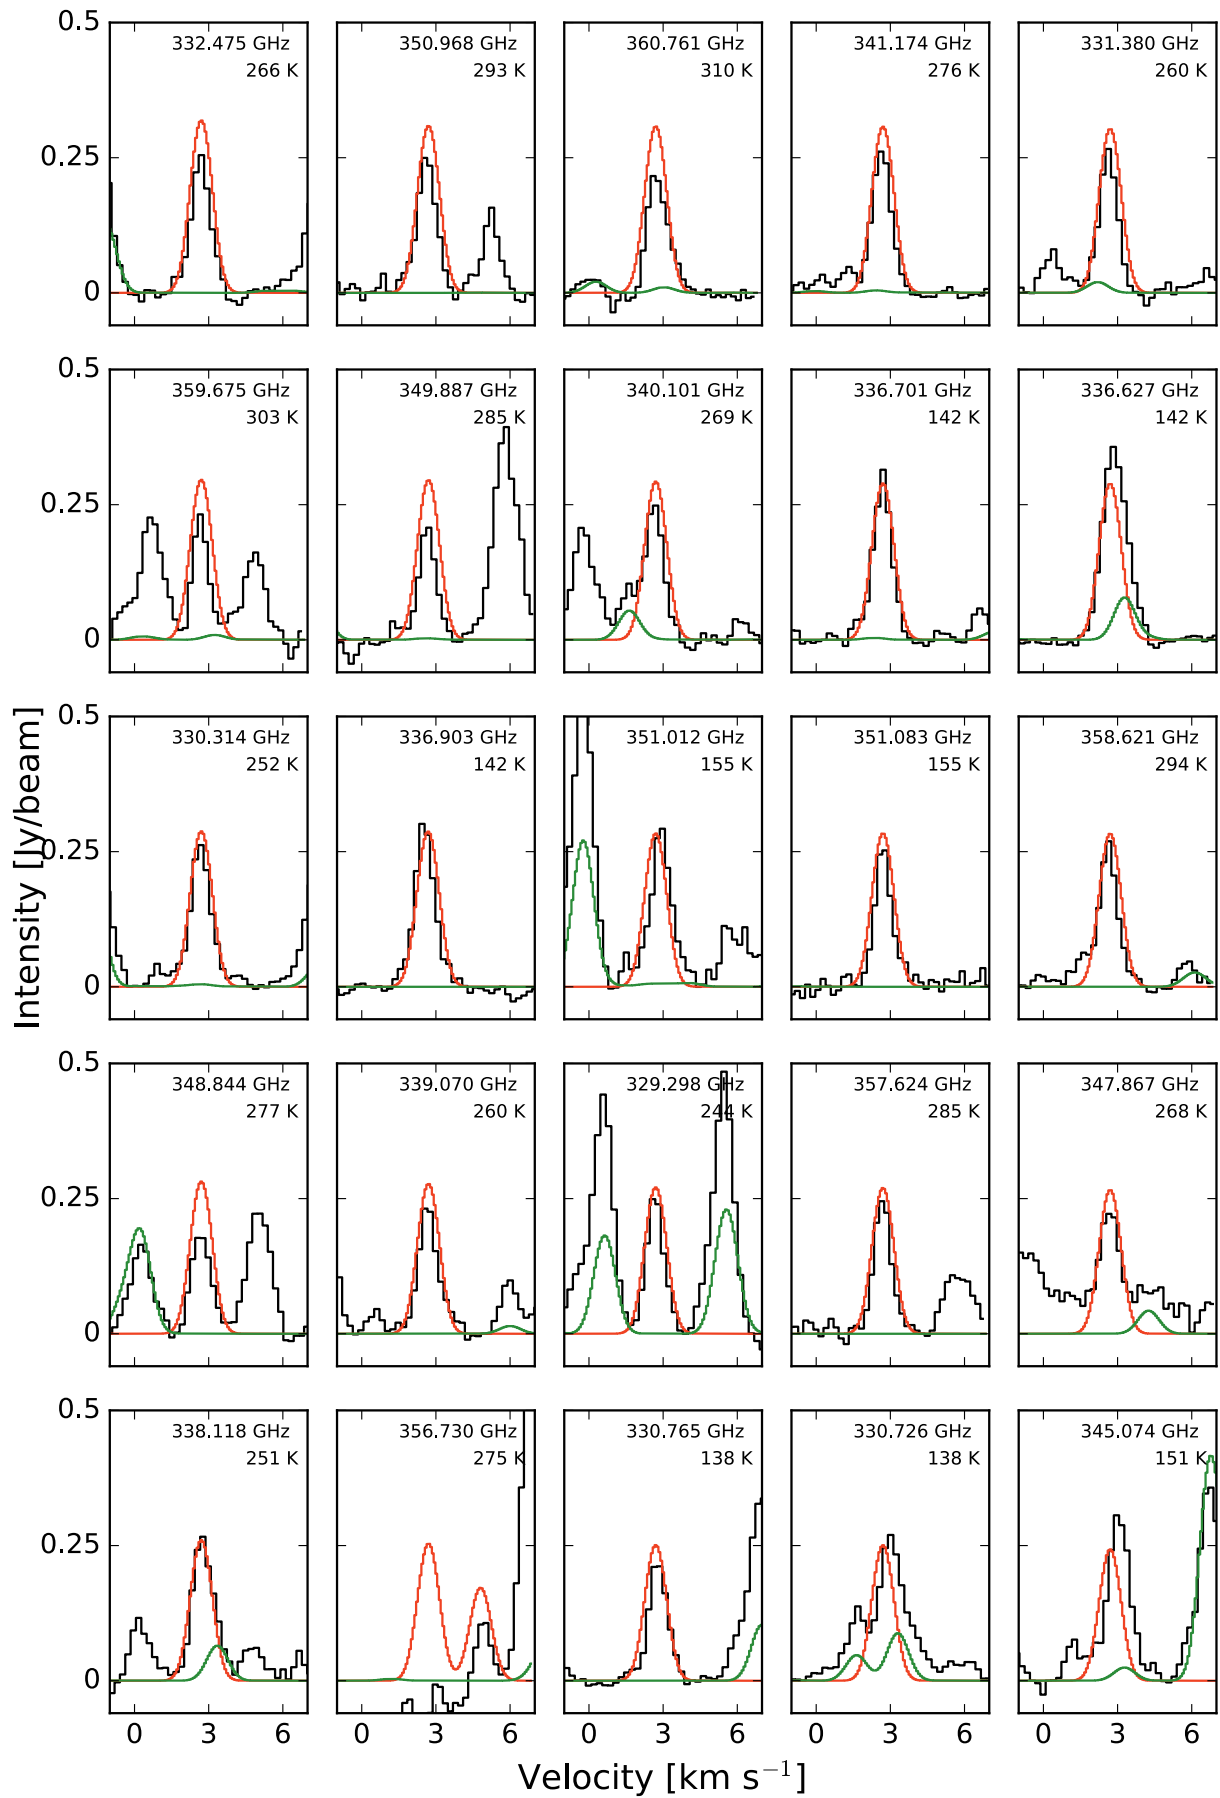 0.5
332.475 GHz
266 K
350.968 GHz
293 K
360.761 GHz
310 K
341.174 GHz
276 K
331.380 GHz
260 K
0.25
0
0.5
359.675 GHz
303 K
349.887 GHz
285 K
340.101 GHz
269 K
336.701 GHz
142 K
336.627 GHz
142 K
0.25
0
0.5
330.314 GHz
252 K
336.903 GHz
142 K
351.012 GHz
155 K
351.083 GHz
155 K
358.621 GHz
294 K
0.25
0
Intensity [Jy/beam]
0.5
348.844 GHz
277 K
339.070 GHz
260 K
329.298 GHz
244 K
357.624 GHz
285 K
347.867 GHz
268 K
0.25
0
0.5
338.118 GHz
251 K
356.730 GHz
275 K
330.765 GHz
138 K
330.726 GHz
138 K
345.074 GHz
151 K
0.25
0
0 3 6 0 3 6 0 3 6 0 3 6 0 3 6
Velocity [km s⁻¹]